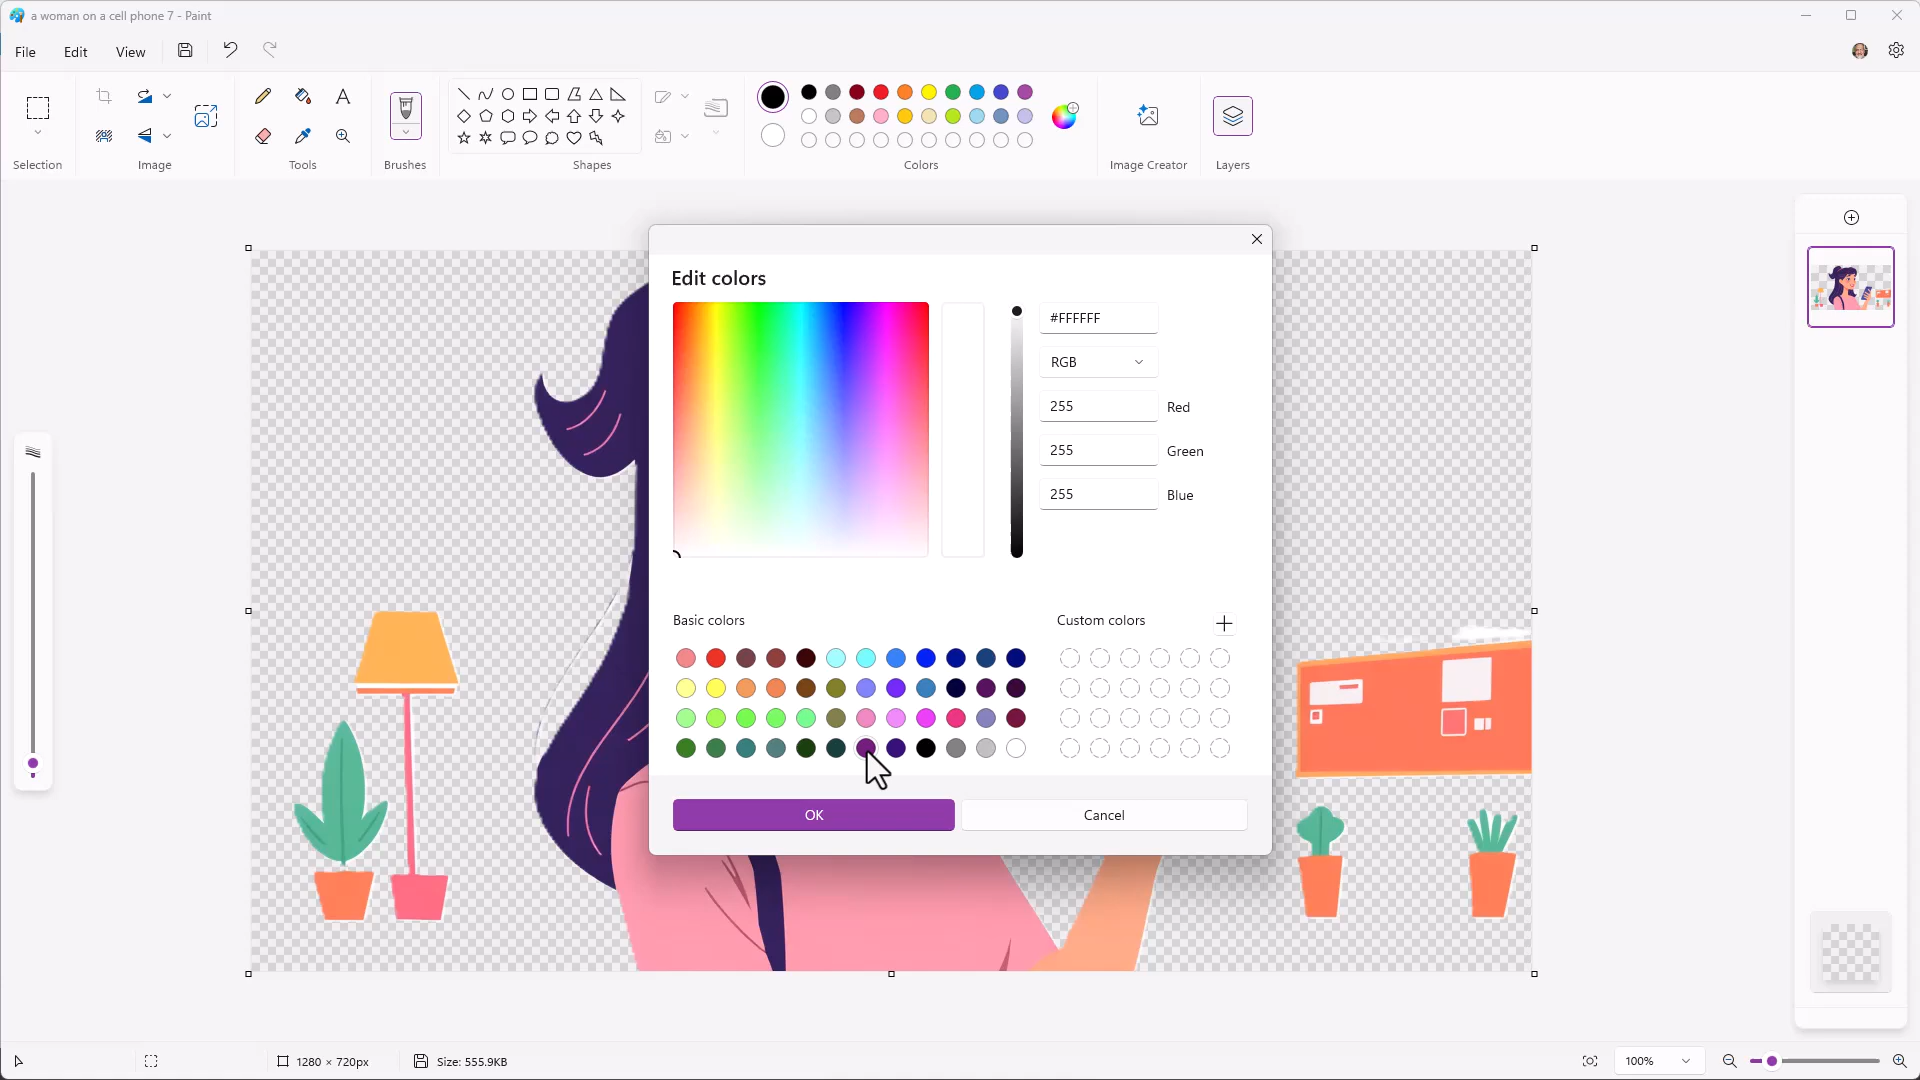 a woman on a cell phone 7 - Paint
File
Edit
View
Selection
Image
Tools
Brushes
Shapes
Colors
Image Creator
Layers
Edit colors
#FFFFFF
RGB
255 Red
255 Green
255 Blue
Basic colors
Custom colors
OK
Cancel
1280 × 720px
Size: 555.9KB
100%